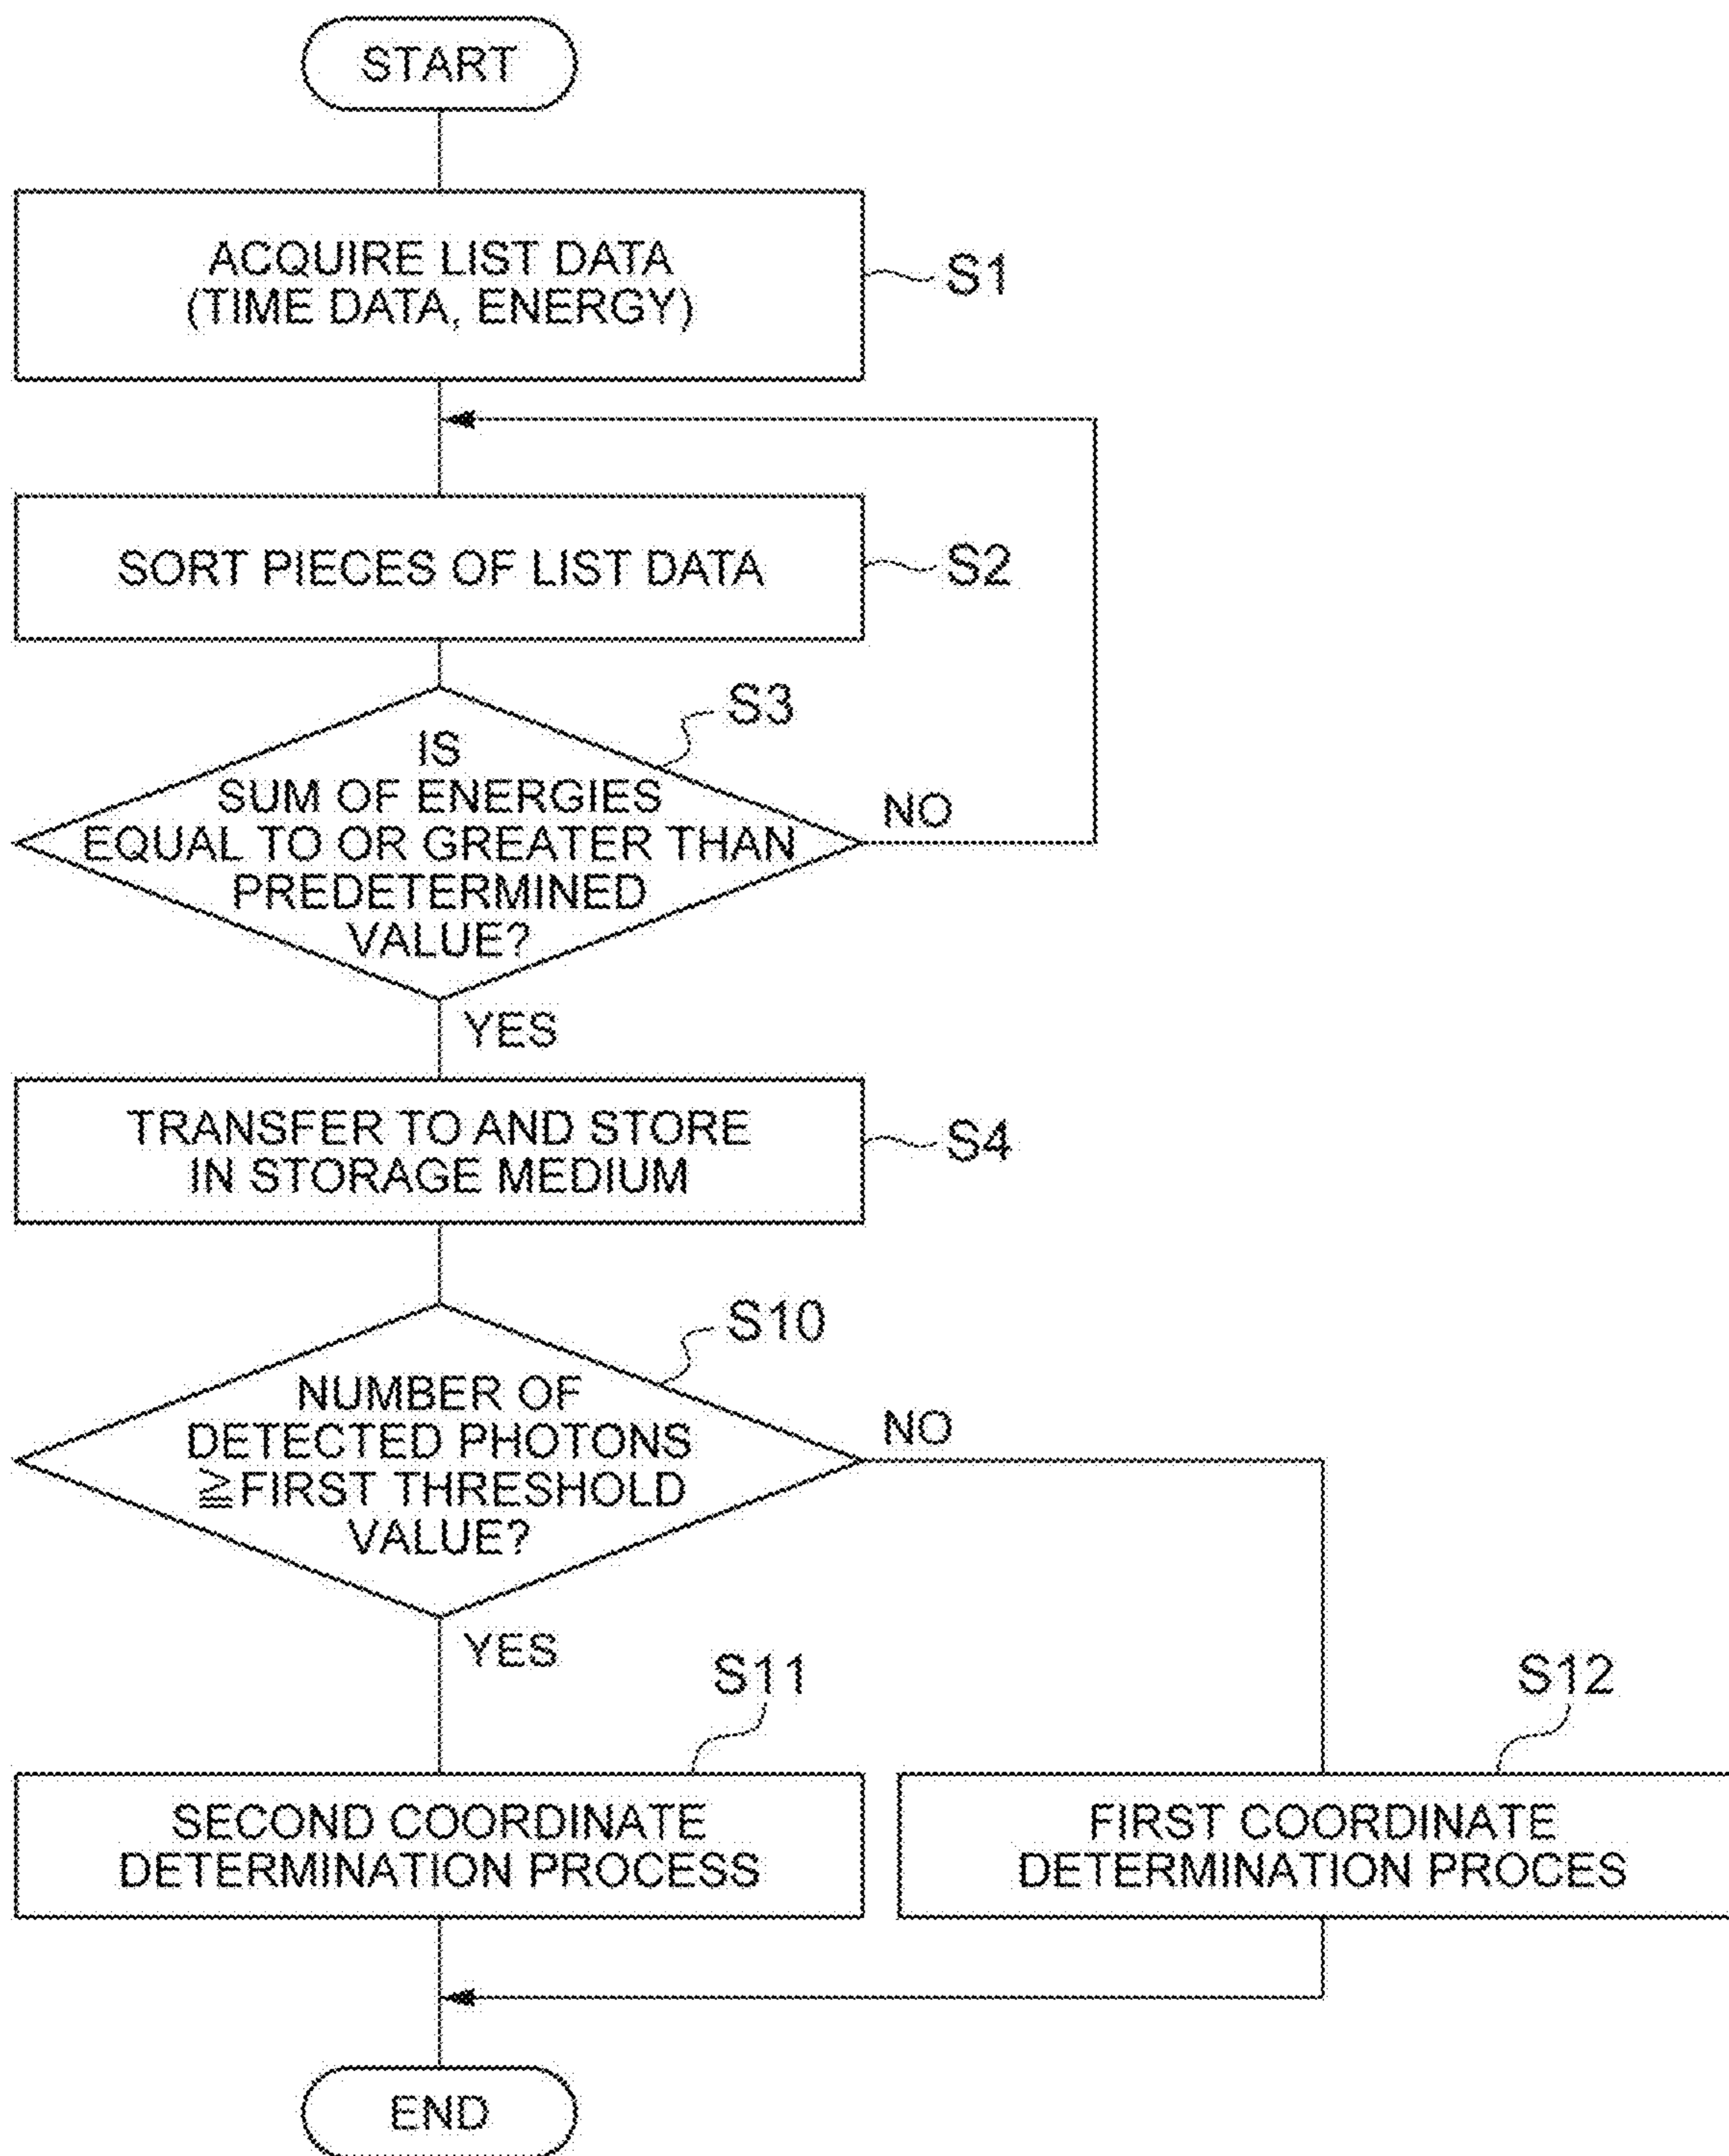 START
ACQUIRE LIST DATA
(TIME DATA, ENERGY)
S1
SORT PIECES OF LIST DATA
S2
S3
IS
SUM OF ENERGIES
EQUAL TO OR GREATER THAN
PREDETERMINED
VALUE?
NO
YES
TRANSFER TO AND STORE
IN STORAGE MEDIUM
S4
S10
NUMBER OF
DETECTED PHOTONS
≧FIRST THRESHOLD
VALUE?
NO
YES
S11
SECOND COORDINATE
DETERMINATION PROCESS
S12
FIRST COORDINATE
DETERMINATION PROCES
END